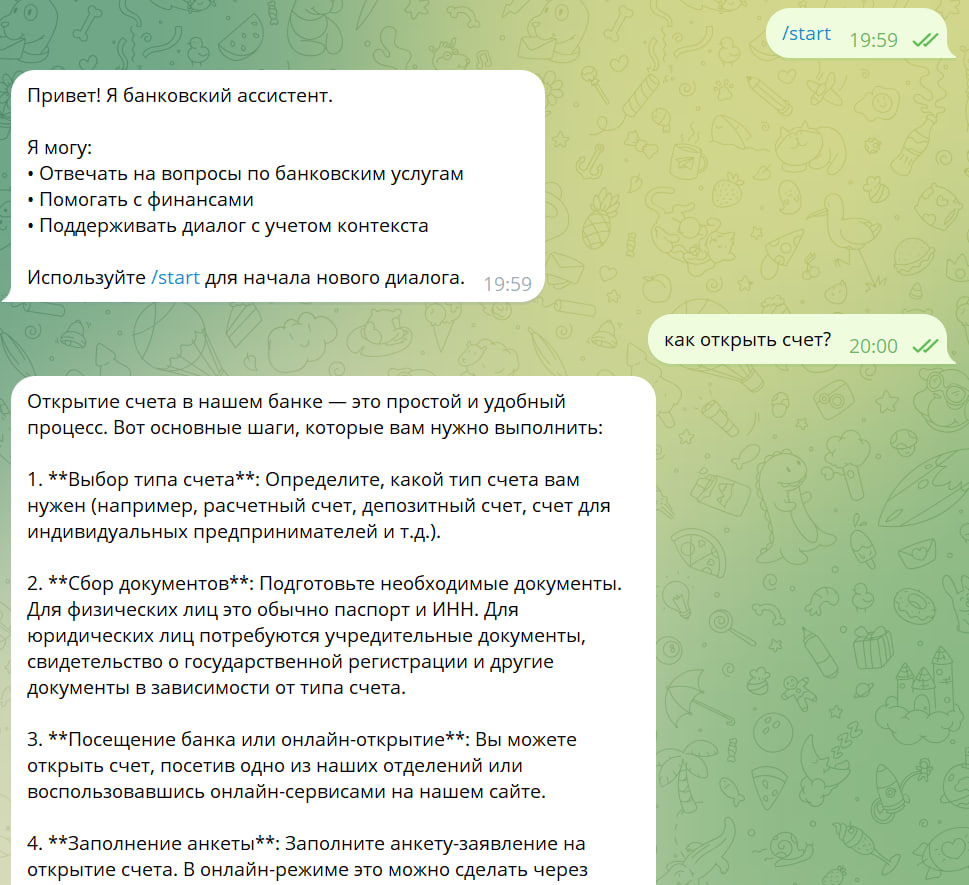 /start 19:59
Привет! Я банковский ассистент.
Я могу:
• Отвечать на вопросы по банковским услугам
• Помогать с финансами
• Поддерживать диалог с учетом контекста
Используйте /start для начала нового диалога. 19:59
как открыть счет? 20:00
Открытие счета в нашем банке — это простой и удобный
процесс. Вот основные шаги, которые вам нужно выполнить:
1. **Выбор типа счета**: Определите, какой тип счета вам
нужен (например, расчетный счет, депозитный счет, счет для
индивидуальных предпринимателей и т.д.).
2. **Сбор документов**: Подготовьте необходимые документы.
Для физических лиц это обычно паспорт и ИНН. Для
юридических лиц потребуются учредительные документы,
свидетельство о государственной регистрации и другие
документы в зависимости от типа счета.
3. **Посещение банка или онлайн-открытие**: Вы можете
открыть счет, посетив одно из наших отделений или
воспользовавшись онлайн-сервисами на нашем сайте.
4. **Заполнение анкеты**: Заполните анкету-заявление на
открытие счета. В онлайн-режиме это можно сделать через